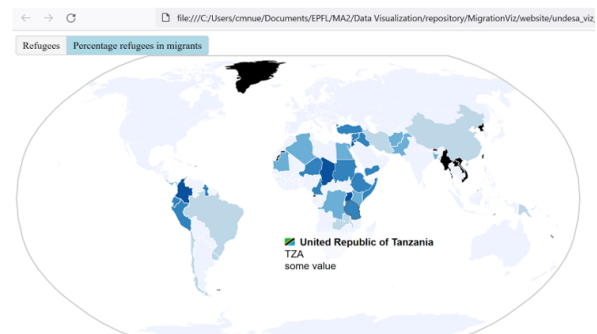 file:///C:/Users/cmnue/Documents/EPFL/MA2/Data Visualization/repository/MigrationViz/website/undesa_viz_
Refugees Percentage refugees in migrants
United Republic of Tanzania
TZA
some value